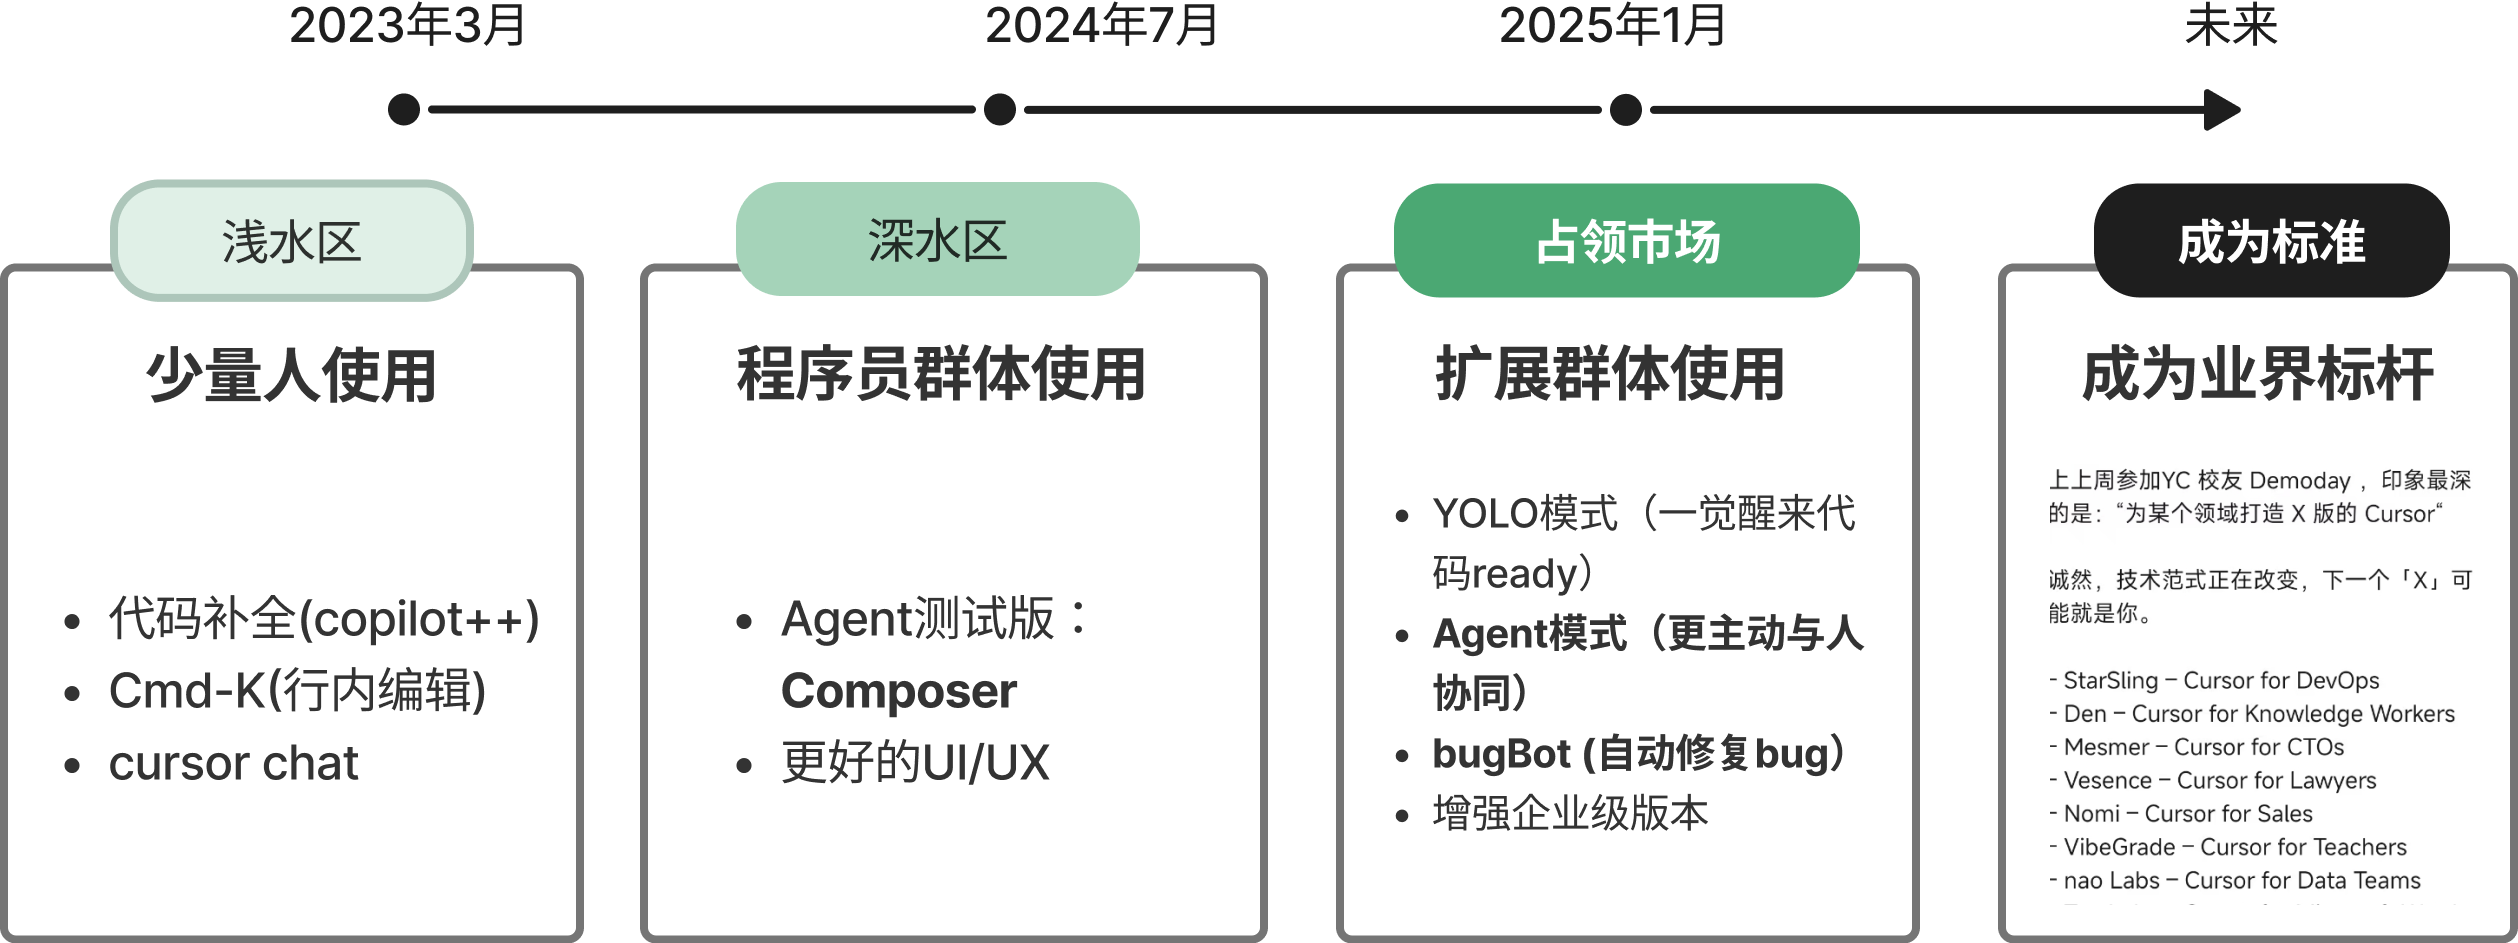 2023年3月
2024年7月
2025年1月
未来
浅水区
深水区
占领市场
成为标准
少量人使用
代码补全(copilot++)
Cmd-K(行内编辑)
cursor chat
程序员群体使用
Agent测试版：
Composer
更好的UI/UX
扩展群体使用
YOLO模式（一觉醒来代
码ready）
Agent模式（更主动与人
协同）
bugBot (自动修复bug)
增强企业级版本
成为业界标杆
上上周参加YC 校友 Demoday ，印象最深
的是：“为某个领域打造 X 版的 Cursor“
诚然，技术范式正在改变，下一个「X」可
能就是你。
- StarSling – Cursor for DevOps
- Den – Cursor for Knowledge Workers
- Mesmer – Cursor for CTOs
- Vesence – Cursor for Lawyers
- Nomi – Cursor for Sales
- VibeGrade – Cursor for Teachers
- nao Labs – Cursor for Data Teams